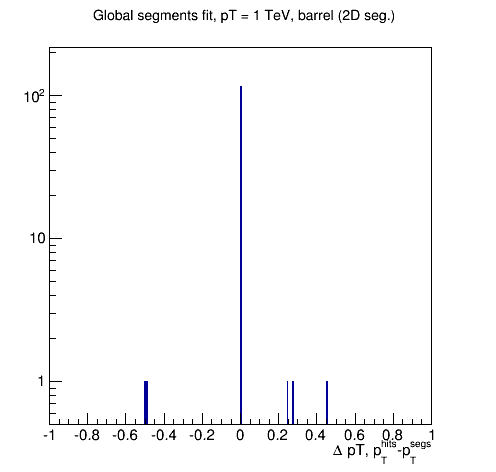 Global segments fit, pT = 1 TeV, barrel (2D seg.)
10²
10
1
-1 -0.8 -0.6 -0.4 -0.2 0 0.2 0.4 0.6 0.8 1
Δ pT, p_T^hits-p_T^segs